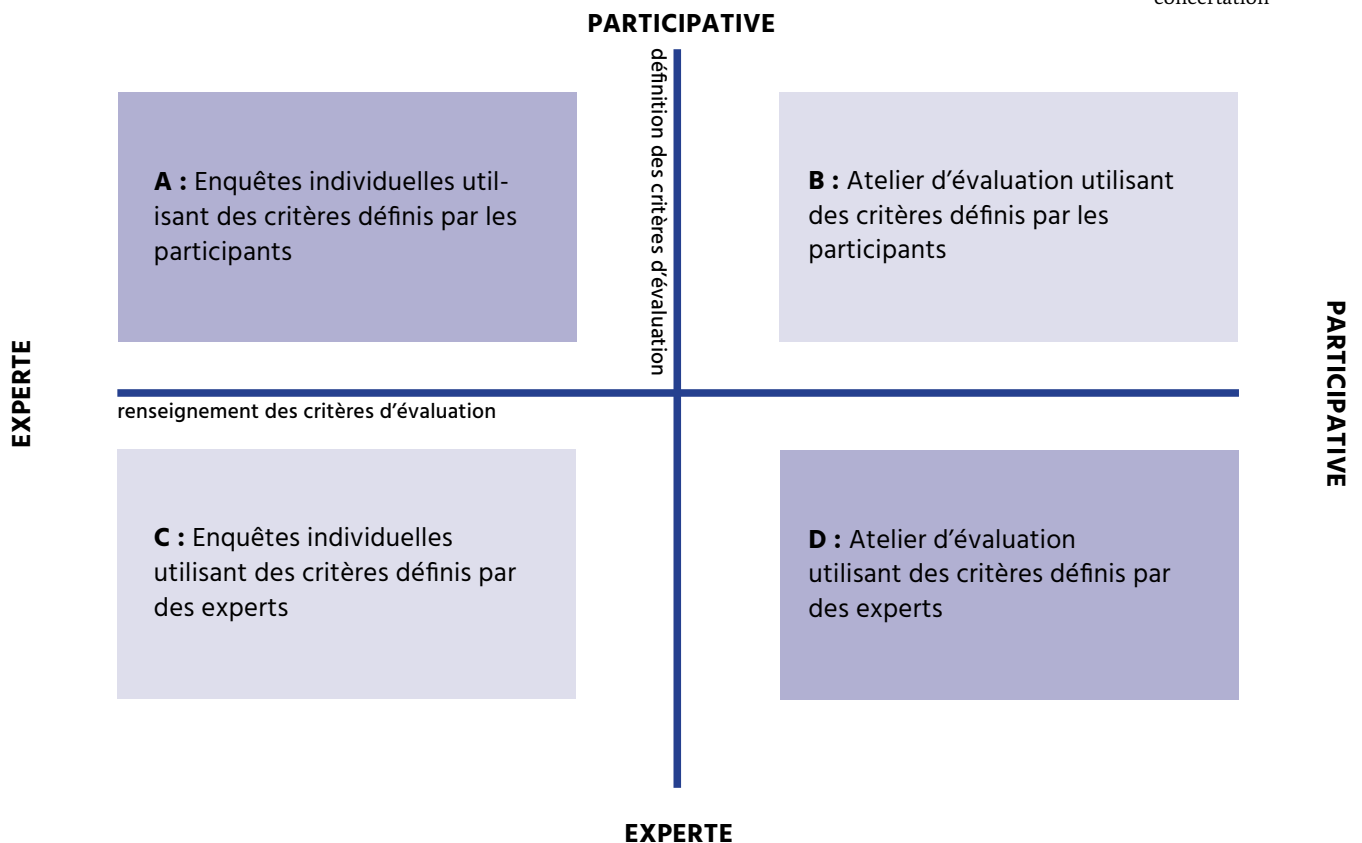 concertation
PARTICIPATIVE
définition des critères d'évaluation
A : Enquêtes individuelles util-
isant des critères définis par les
participants
B : Atelier d'évaluation utilisant
des critères définis par les
participants
EXPERTE
PARTICIPATIVE
renseignement des critères d'évaluation
C : Enquêtes individuelles
utilisant des critères définis par
des experts
D : Atelier d'évaluation
utilisant des critères définis par
des experts
EXPERTE